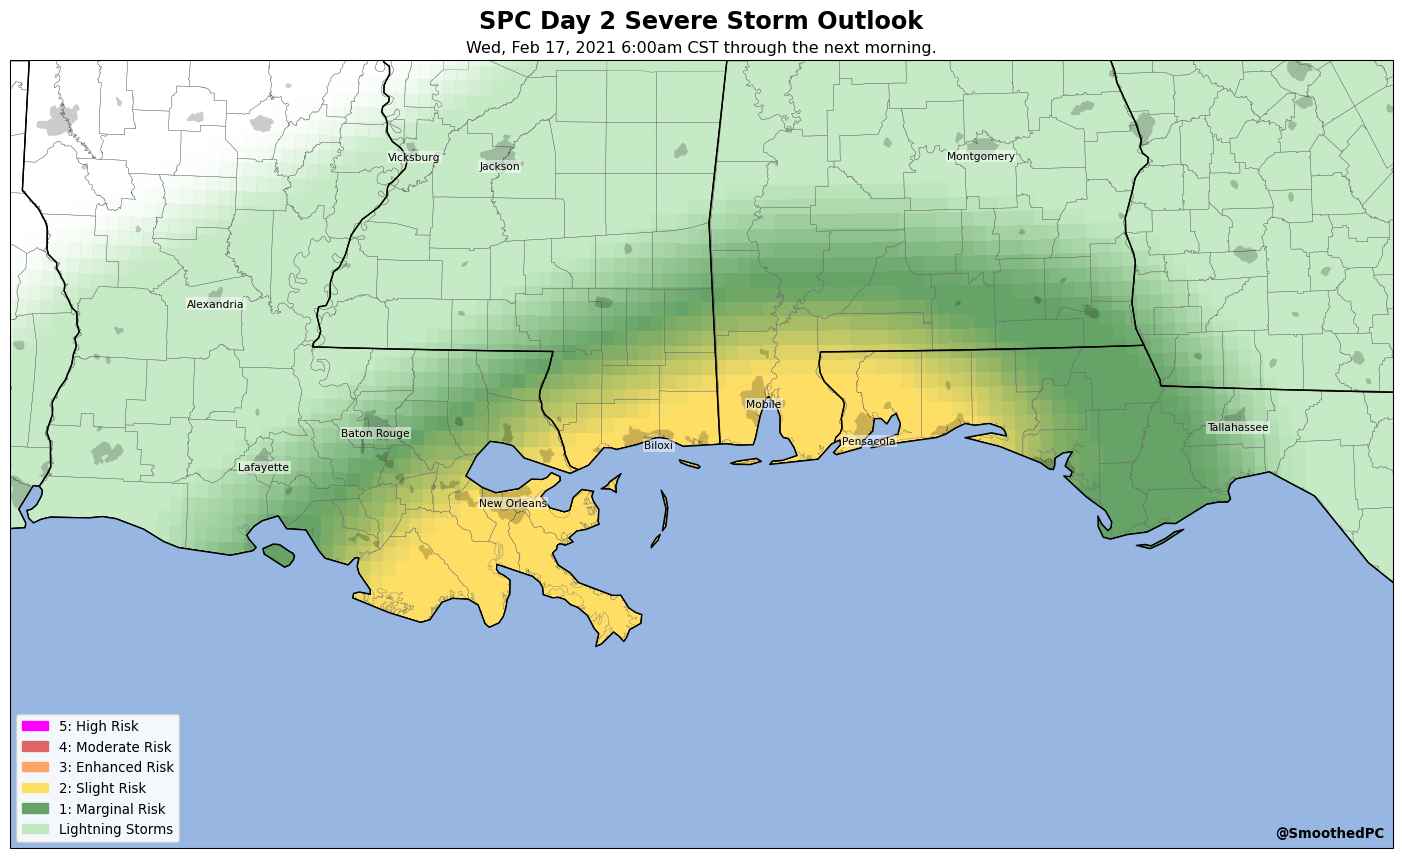 SPC Day 2 Severe Storm Outlook
Wed, Feb 17, 2021 6:00am CST through the next morning.
Vicksburg
Jackson
Montgomery
Alexandria
Mobile
Baton Rouge
Tallahassee
Pensacola
Biloxi
Lafayette
New Orleans
5: High Risk
4: Moderate Risk
3: Enhanced Risk
2: Slight Risk
1: Marginal Risk
Lightning Storms
@SmoothedPC